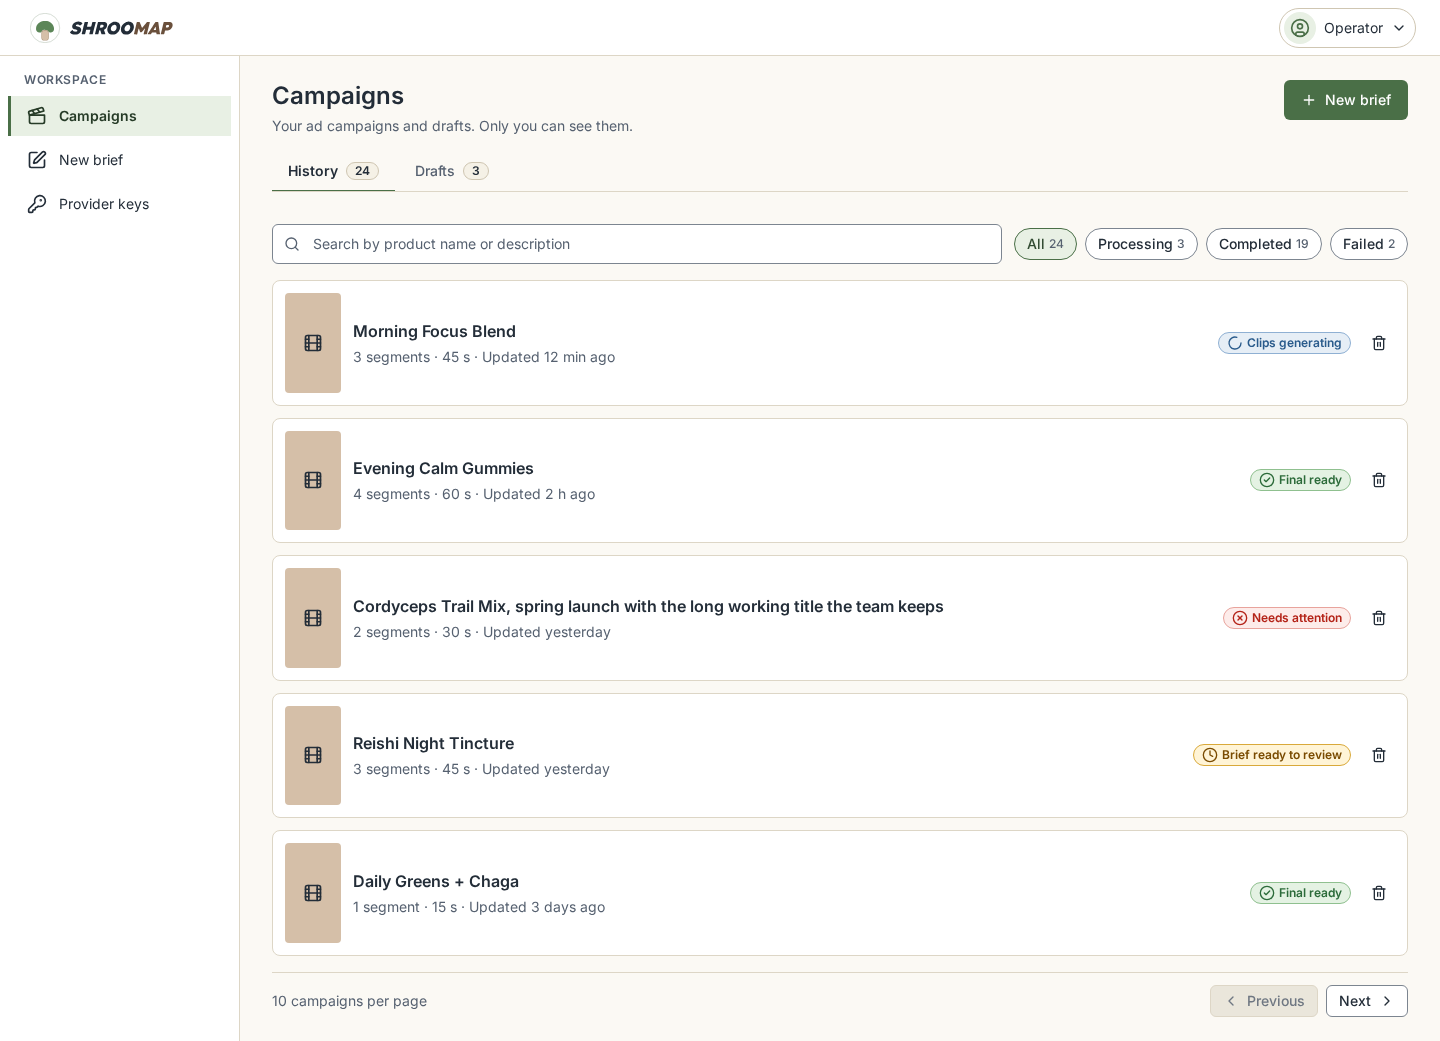 SHROOMAP
Operator
WORKSPACE
Campaigns
New brief
Provider keys
Campaigns
Your ad campaigns and drafts. Only you can see them.
New brief
History 24
Drafts 3
Search by product name or description
All 24
Processing 3
Completed 19
Failed 2
Morning Focus Blend
3 segments · 45 s · Updated 12 min ago
Clips generating
Evening Calm Gummies
4 segments · 60 s · Updated 2 h ago
Final ready
Cordyceps Trail Mix, spring launch with the long working title the team keeps
2 segments · 30 s · Updated yesterday
Needs attention
Reishi Night Tincture
3 segments · 45 s · Updated yesterday
Brief ready to review
Daily Greens + Chaga
1 segment · 15 s · Updated 3 days ago
Final ready
10 campaigns per page
Previous
Next